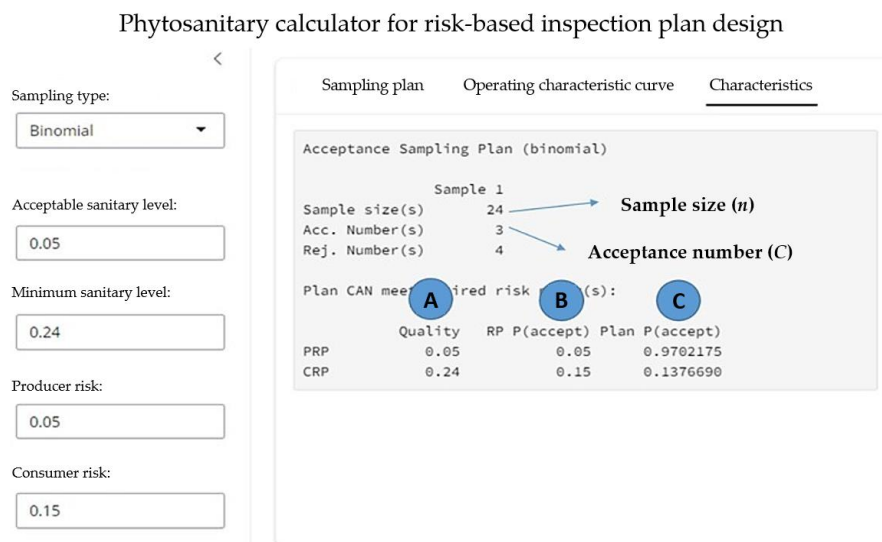 Phytosanitary calculator for risk-based inspection plan design
Sampling type:
Binomial
Acceptable sanitary level:
0.05
Minimum sanitary level:
0.24
Producer risk:
0.05
Consumer risk:
0.15
Sampling plan Operating characteristic curve Characteristics
Acceptance Sampling Plan (binomial)
Sample 1
Sample size(s) 24 Sample size (n)
Acc. Number(s) 3
Rej. Number(s) 4 Acceptance number (C)
Plan CAN mee A ired risk B (s): C
Quality RP P(accept) Plan P(accept)
PRP 0.05 0.05 0.9702175
CRP 0.24 0.15 0.1376690